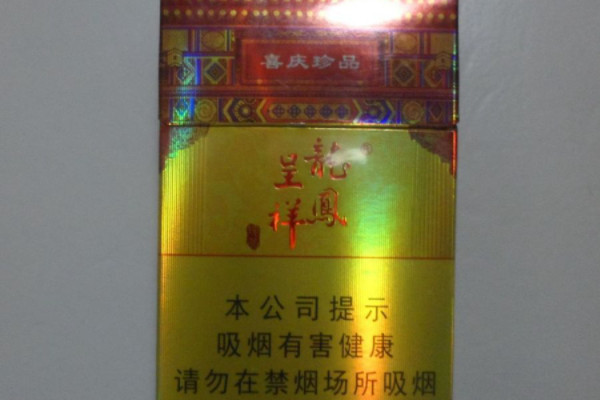 喜庆珍品
龍鳳
呈祥
本公司提示
吸烟有害健康
请勿在禁烟场所吸烟